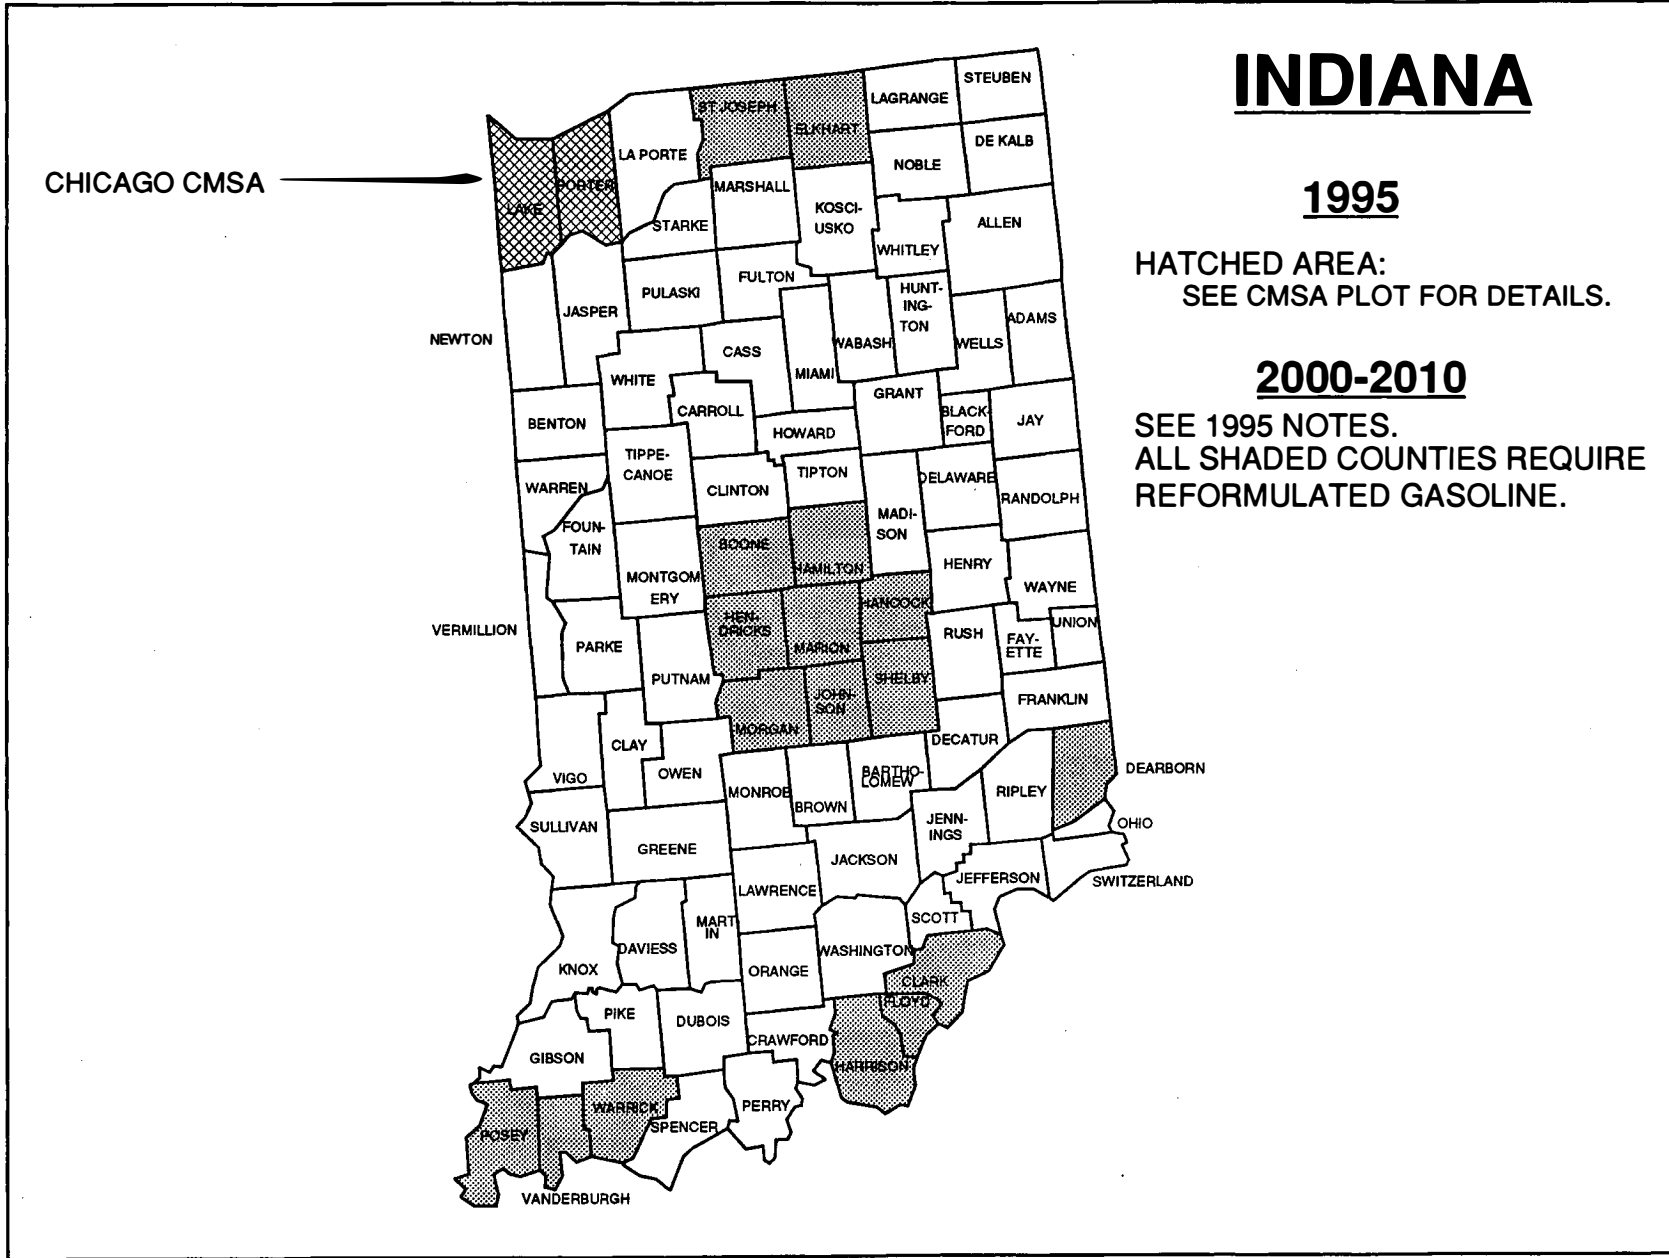 INDIANA
1995
HATCHED AREA:
SEE CMSA PLOT FOR DETAILS.
2000-2010
SEE 1995 NOTES.
ALL SHADED COUNTIES REQUIRE
REFORMULATED GASOLINE.
CHICAGO CMSA
STEUBEN
LAGRANGE
ST JOSEPH
ELKHART
LA PORTE
DE KALB
NOBLE
PORTER
LAKE
MARSHALL
STARKE
KOSCI-
USKO
WHITLEY
ALLEN
FULTON
PULASKI
JASPER
NEWTON
HUNT-
ING-
TON
WABASH
WELLS
ADAMS
CASS
MIAMI
WHITE
CARROLL
GRANT
BENTON
HOWARD
BLACK-
FORD
JAY
TIPPE-
CANOE
WARREN
CLINTON
TIPTON
DELAWARE
RANDOLPH
FOUN-
TAIN
MADI-
SON
BOONE
HAMILTON
HENRY
MONTGOM
ERY
WAYNE
HANCOCK
HEN-
DRICKS
MARION
RUSH
FAY-
ETTE
UNION
VERMILLION
PARKE
PUTNAM
SHELBY
JOHN-
SON
MORGAN
FRANKLIN
CLAY
OWEN
VIGO
DECATUR
DEARBORN
MONROE
BROWN
BARTHO-
LOMEW
RIPLEY
JENN-
INGS
OHIO
SULLIVAN
GREENE
JACKSON
LAWRENCE
JEFFERSON
SWITZERLAND
SCOTT
MART
IN
DAVIESS
KNOX
WASHINGTON
ORANGE
CLARK
FLOYD
PIKE
DUBOIS
CRAWFORD
GIBSON
HARRISON
WARRICK
PERRY
SPENCER
POSEY
VANDERBURGH